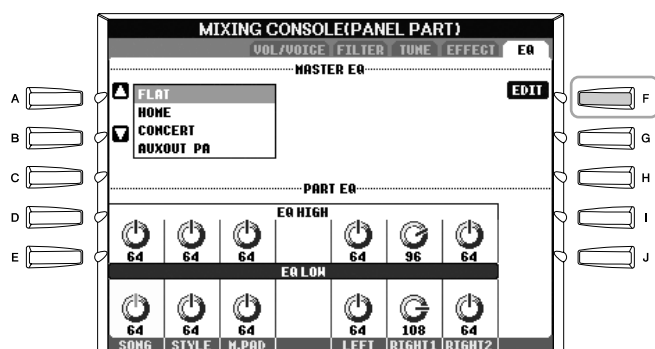 MIXING CONSOLE(PANEL PART)
VOL/VOICE FILTER TUNE EFFECT EQ
MASTER EQ
A FLAT EDIT F
HOME
B CONCERT G
AUXOUT PA
C H
PART EQ
D I
EQ HIGH
64 64 64 64 96 64
E J
EQ LOW
64 64 64 64 108 64
SONG STYLE M.PAD LEFT RIGHT1 RIGHT2